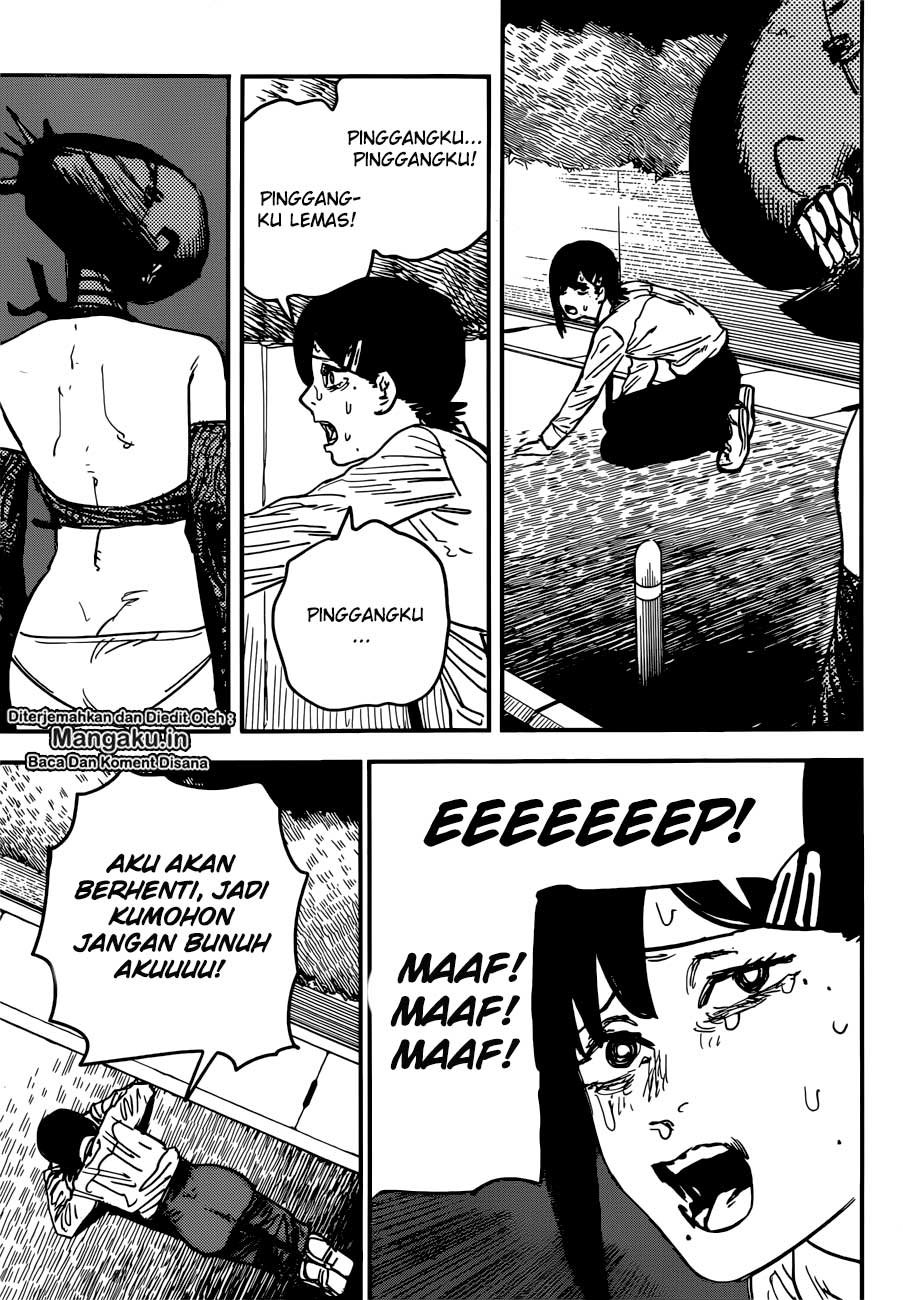 PINGGANGKU...
PINGGANGKU!
PINGGANG-
KU LEMAS!
PINGGANGKU
...
EEEEEEEP!
MAAF!
MAAF!
MAAF!
AKU AKAN
BERHENTI, JADI
KUMOHON
JANGAN BUNUH
AKUUUU!
Diterjemahkan dan Diedit Oleh :
Mangaku.in
Baca Dan Koment Disana